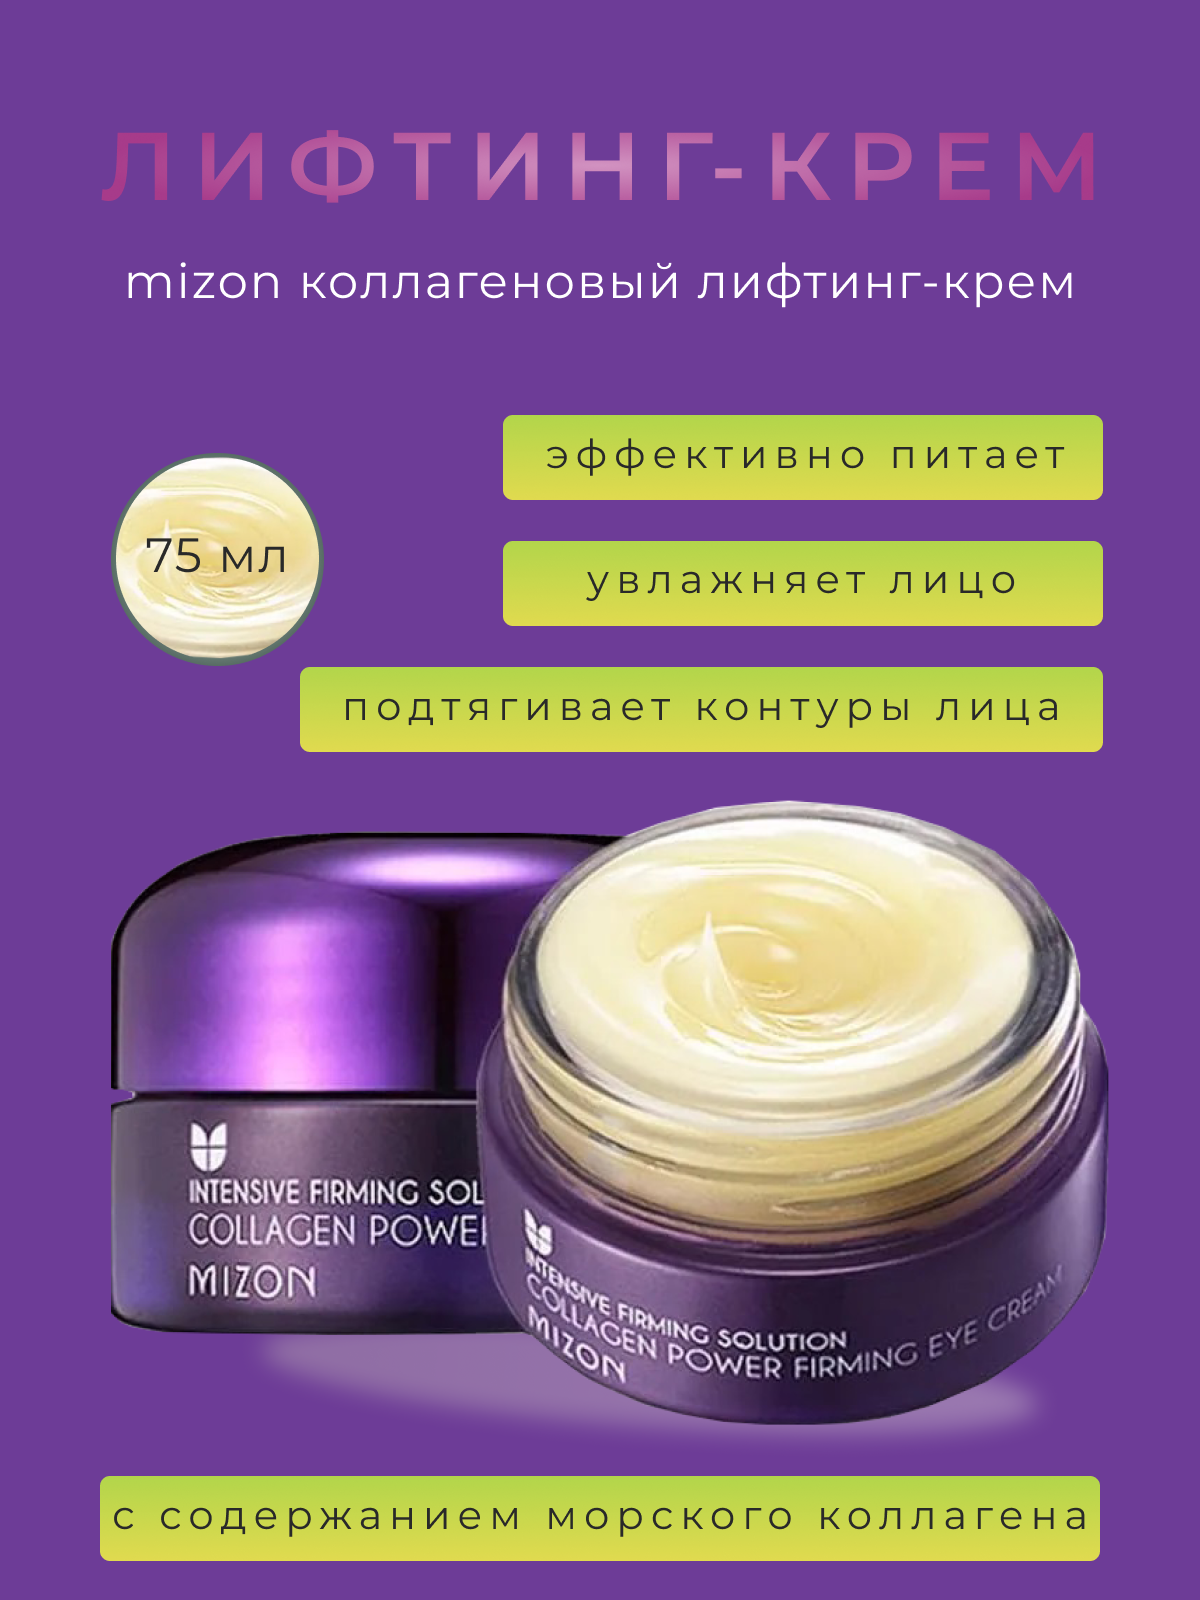 ЛИФТИНГ-КРЕМ
mizon коллагеновый лифтинг-крем
эффективно питает
75 мл
увлажняет лицо
подтягивает контуры лица
INTENSIVE FIRMING SOL
COLLAGEN POWER
MIZON
INTENSIVE FIRMING SOLUTION
COLLAGEN POWER FIRMING EYE CREAM
MIZON
с содержанием морского коллагена